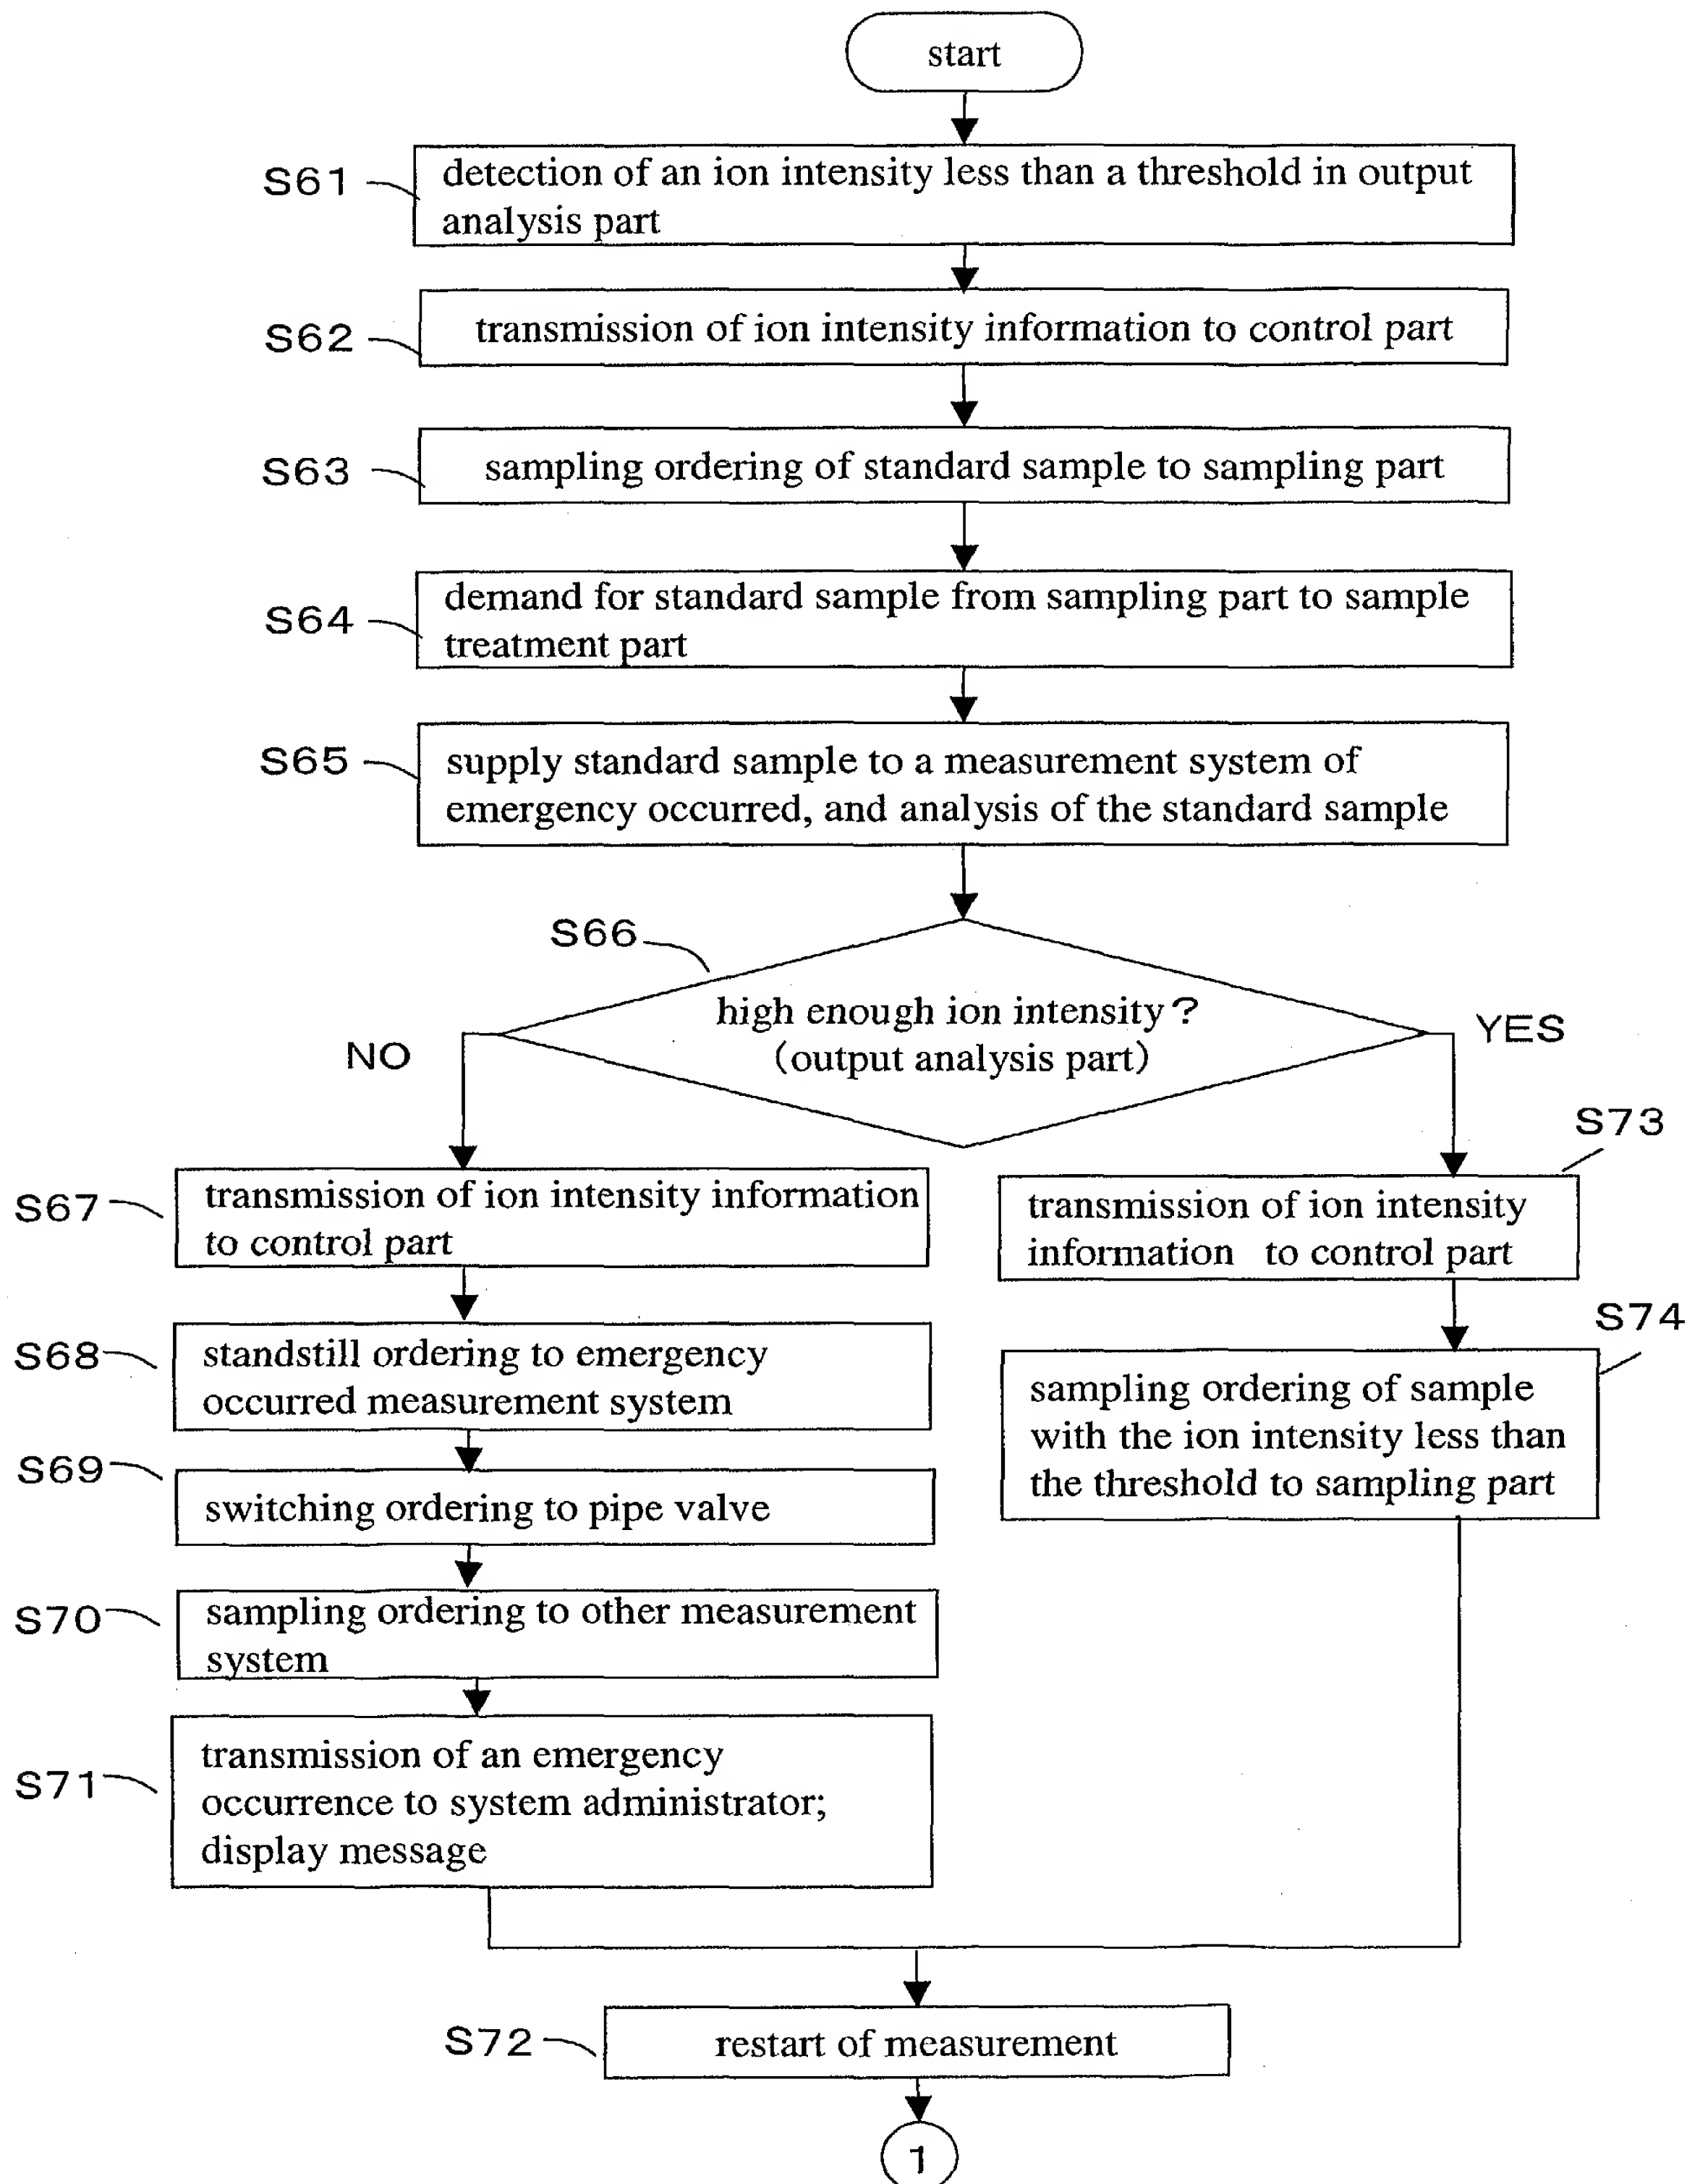 start
S61
detection of an ion intensity less than a threshold in output
analysis part
S62
transmission of ion intensity information to control part
S63
sampling ordering of standard sample to sampling part
S64
demand for standard sample from sampling part to sample
treatment part
S65
supply standard sample to a measurement system of
emergency occurred, and analysis of the standard sample
S66
high enough ion intensity?
(output analysis part)
NO
YES
S67
transmission of ion intensity information
to control part
S68
standstill ordering to emergency
occurred measurement system
S69
switching ordering to pipe valve
S70
sampling ordering to other measurement
system
S71
transmission of an emergency
occurrence to system administrator;
display message
S73
transmission of ion intensity
information to control part
S74
sampling ordering of sample
with the ion intensity less than
the threshold to sampling part
S72
restart of measurement
1